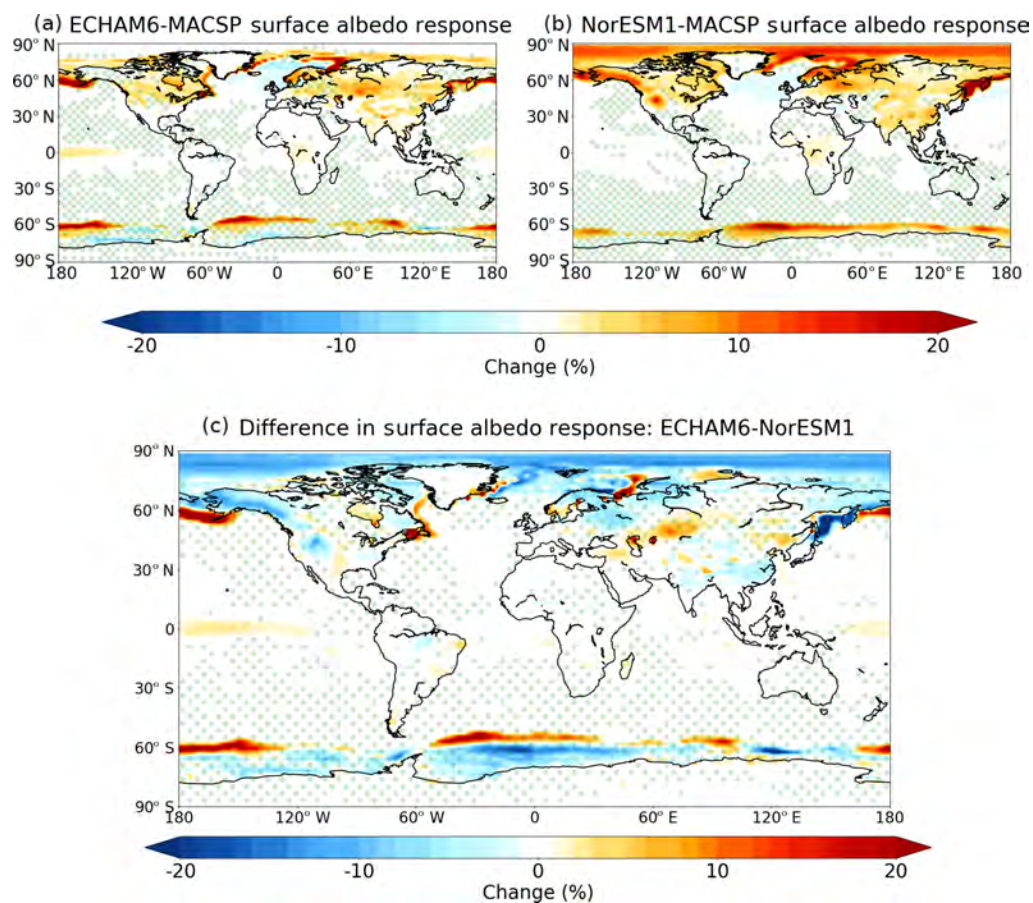 (a) ECHAM6-MACSP surface albedo response
(b) NorESM1-MACSP surface albedo response
90° N
60° N
30° N
0
30° S
60° S
90° S
180 120° W 60° W 0 60° E 120° E 180
90° N
60° N
30° N
0
30° S
60° S
90° S
180 120° W 60° W 0 60° E 120° E 180
-20 -10 0 10 20
Change (%)
(c) Difference in surface albedo response: ECHAM6-NorESM1
90° N
60° N
30° N
0
30° S
60° S
90° S
180 120° W 60° W 0 60° E 120° E 180
-20 -10 0 10 20
Change (%)